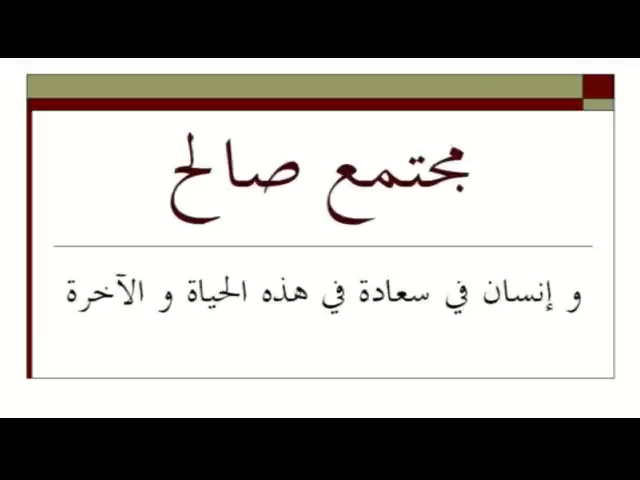 مجتمع صالح
و إنسان في سعادة في هذه الحياة و الآخرة